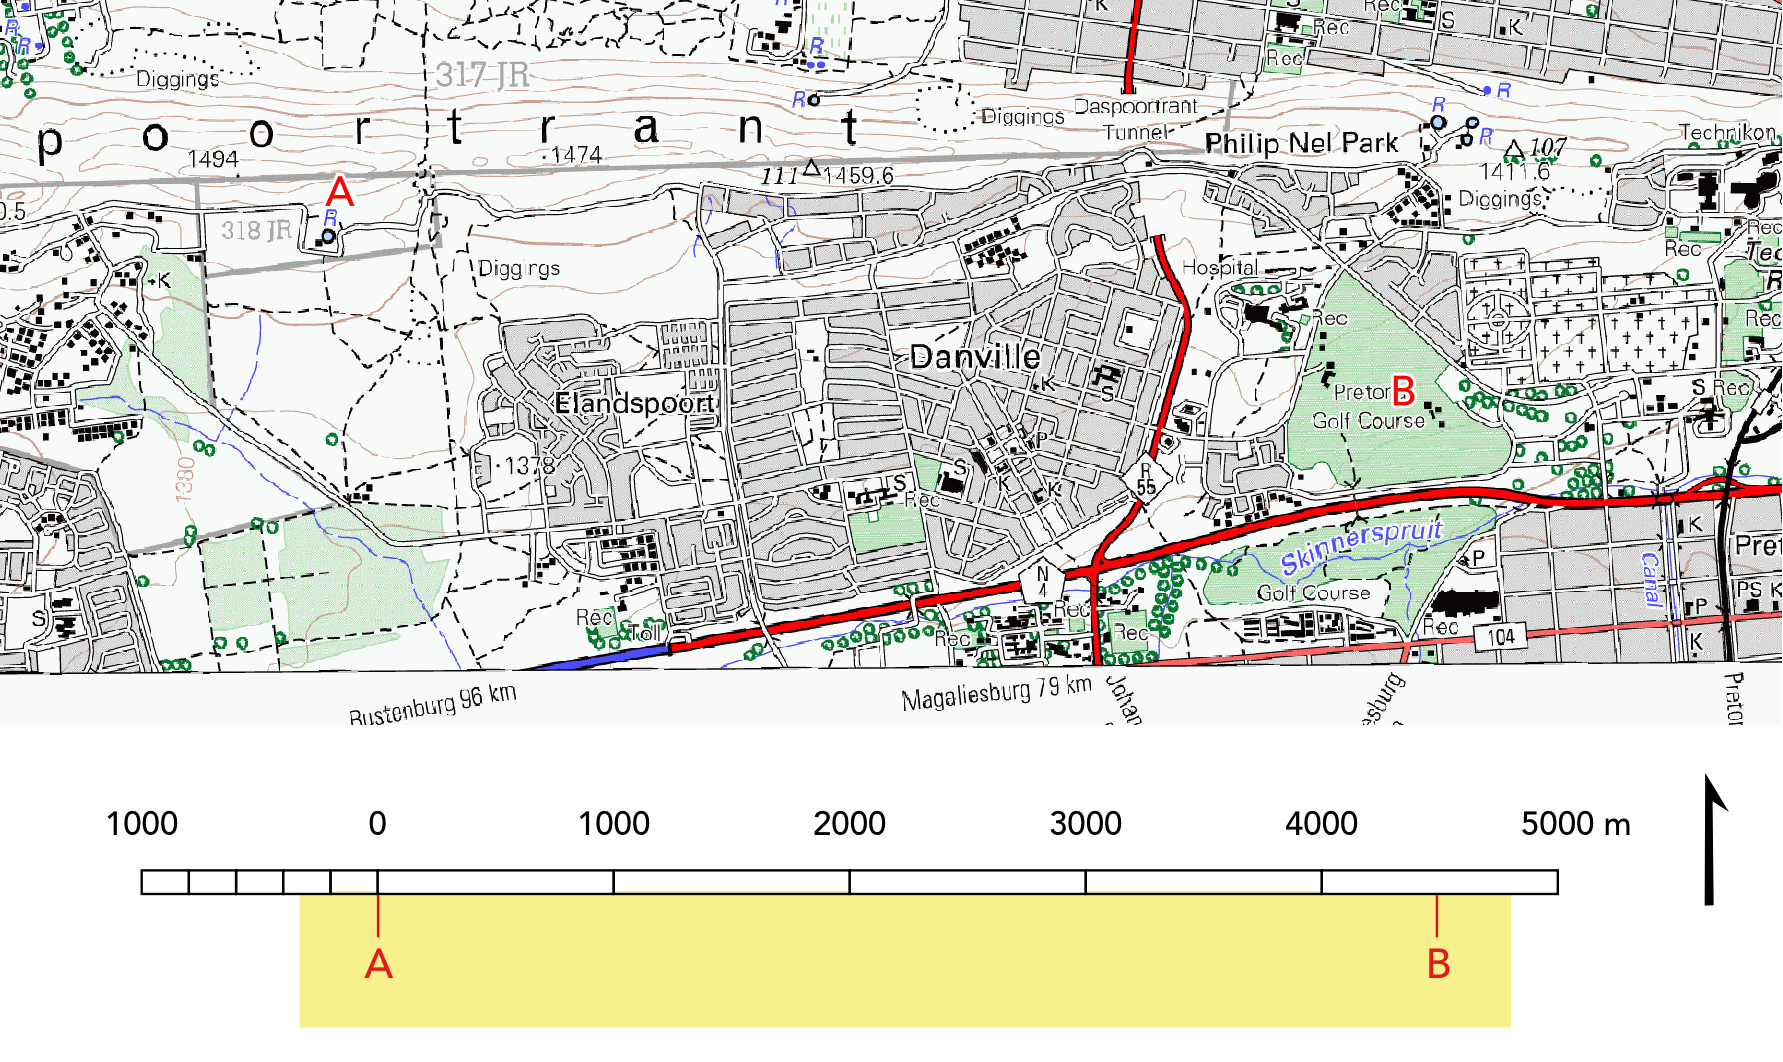 K
S
Rec
S
K
Rec
Rec
R
R
R
R
Diggings
317 JR
R
R
Diggings
Daspoortrant
Tunnel
R
R
Philip Nel Park
107
1411.6
Technikon
p o o r t r a n t
1494
1474
111
1459.6
Diggings
A
0.5
R
318 JR
Rec
Rec
Tec
R
Diggings
Hospital
K
Rec
Rec
Danville
K
S
B
Pretor
Golf Course
S
Rec
Elandspoort
1378
P
S
S
K
K
Rec
R
55
P
1380
K
Skinnerspruit
Pret
P
N
4
Canal
Golf Course
PS
K
P
S
Rec
Toll
Rec
Rec
Rec
Rec
104
K
Rustenburg 96 km
Magaliesburg 79 km
Johan
esburg
Pretor
1000 0 1000 2000 3000 4000 5000 m
A
B